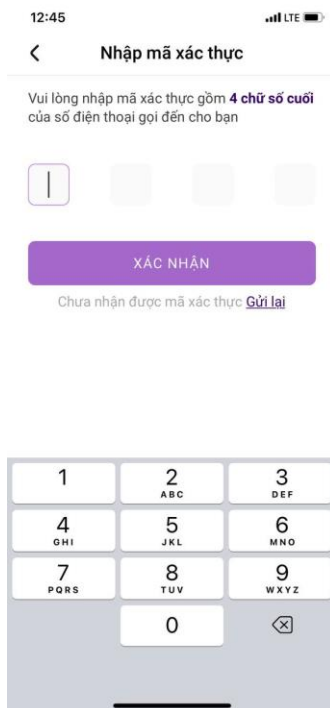 12:45 LTE
Nhập mã xác thực
Vui lòng nhập mã xác thực gồm 4 chữ số cuối
của số điện thoại gọi đến cho bạn
XÁC NHẬN
Chưa nhận được mã xác thực Gửi lại
1 2 3
ABC DEF
4 5 6
GHI JKL MNO
7 8 9
PQRS TUV WXYZ
0